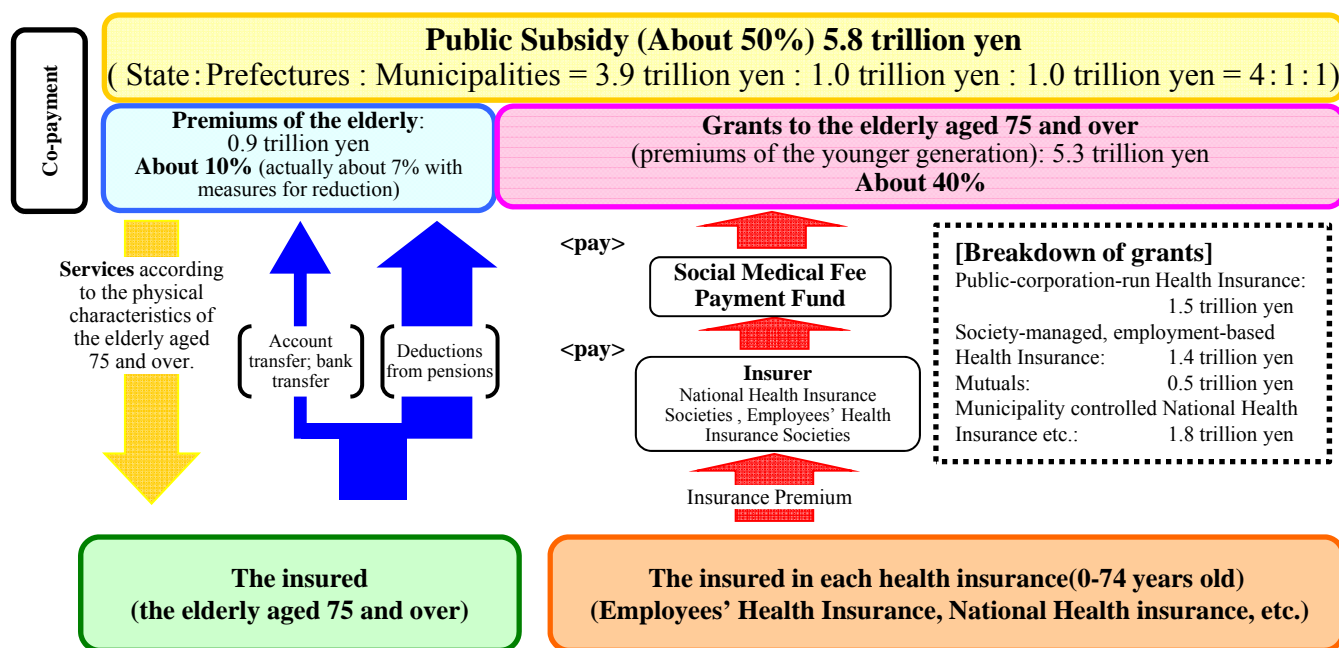 Co-payment
Public Subsidy (About 50%) 5.8 trillion yen
( State : Prefectures : Municipalities = 3.9 trillion yen : 1.0 trillion yen : 1.0 trillion yen = 4 : 1 : 1)
Premiums of the elderly:
0.9 trillion yen
About 10% (actually about 7% with
measures for reduction)
Grants to the elderly aged 75 and over
(premiums of the younger generation): 5.3 trillion yen
About 40%
Services according
to the physical
characteristics of
the elderly aged
75 and over.
Account
transfer; bank
transfer
Deductions
from pensions
<pay>
Social Medical Fee
Payment Fund
<pay>
Insurer
National Health Insurance
Societies , Employees’ Health
Insurance Societies
Insurance Premium
[Breakdown of grants]
Public-corporation-run Health Insurance:
1.5 trillion yen
Society-managed, employment-based
Health Insurance: 1.4 trillion yen
Mutuals: 0.5 trillion yen
Municipality controlled National Health
Insurance etc.: 1.8 trillion yen
The insured
(the elderly aged 75 and over)
The insured in each health insurance(0-74 years old)
(Employees’ Health Insurance, National Health insurance, etc.)